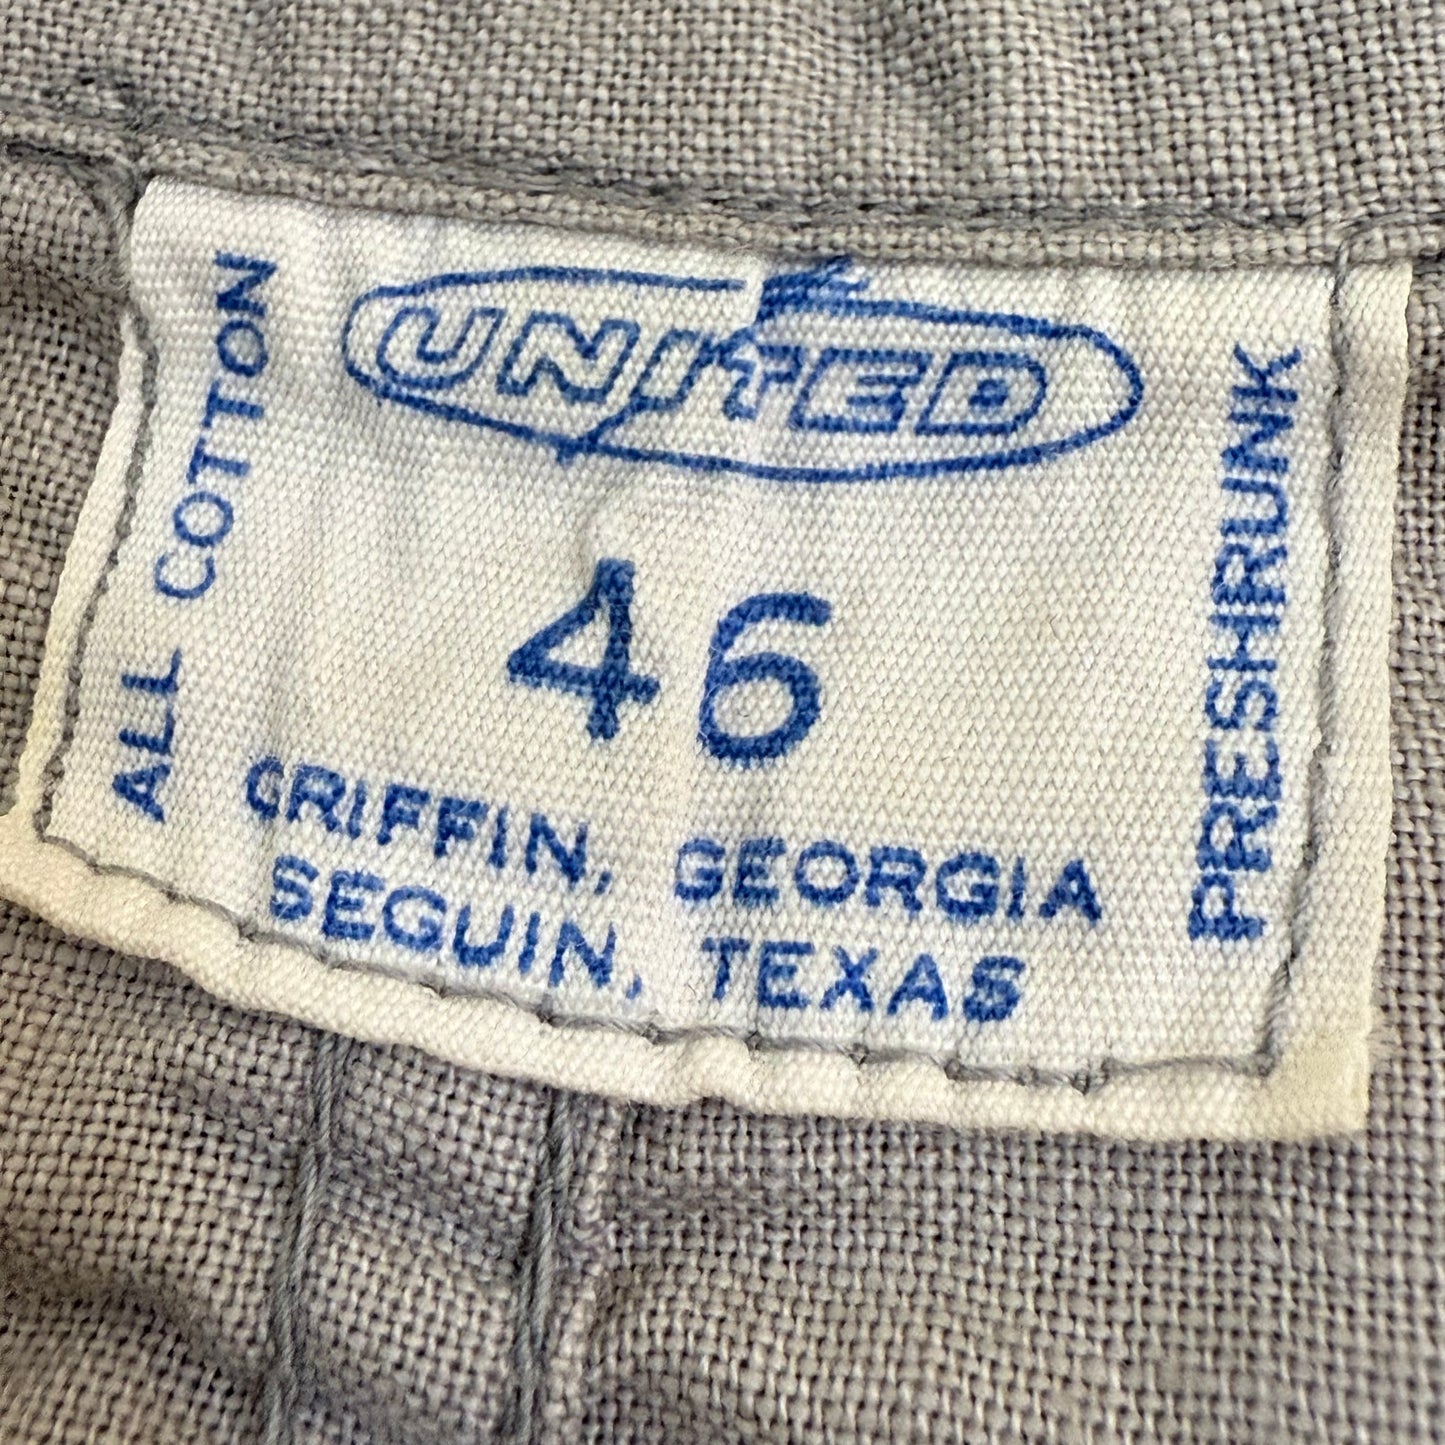 UNITED
ALL COTTON
46
PRESHRUNK
GRIFFIN, GEORGIA
SEGUIN, TEXAS